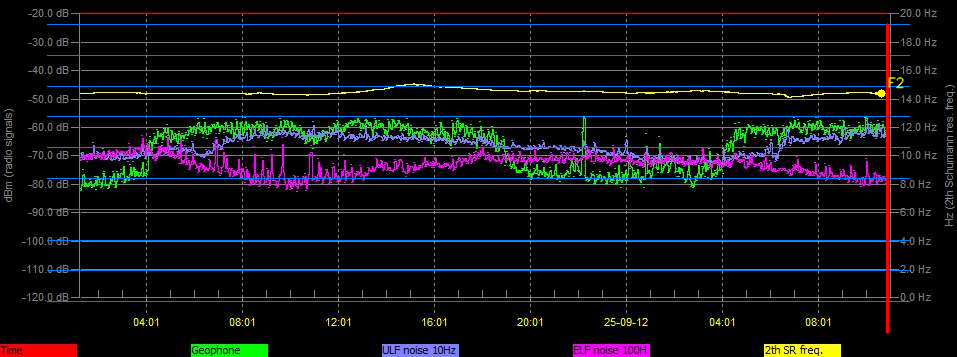 -20.0 dB 20.0 Hz
-30.0 dB 18.0 Hz
-40.0 dB 16.0 Hz
F2
-50.0 dB 14.0 Hz
-60.0 dB 12.0 Hz
-70.0 dB 10.0 Hz
-80.0 dB 8.0 Hz
-90.0 dB 6.0 Hz
-100.0 dB 4.0 Hz
-110.0 dB 2.0 Hz
-120.0 dB 0.0 Hz
dBm (radio signals)
Hz (2th Schumann res. freq.)
04:01 08:01 12:01 16:01 20:01 25-09-12 04:01 08:01
Time Geophone ULF noise 10Hz ELF noise 100H 2th SR freq.